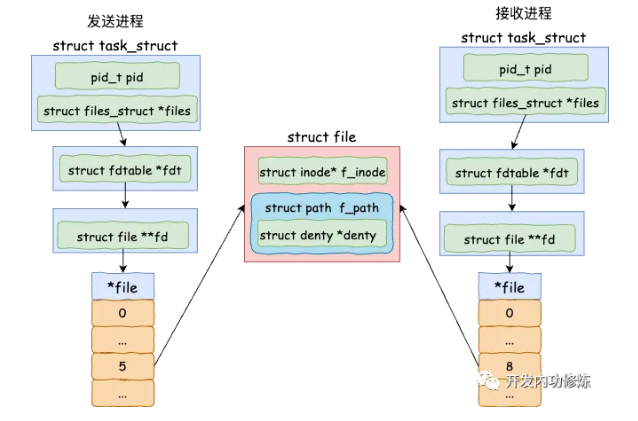 发送进程
struct task_struct
pid_t pid
struct files_struct *files
struct fdtable *fdt
struct file **fd
*file
0
...
5
...
struct file
struct inode* f_inode
struct path f_path
struct denty *denty
接收进程
struct task_struct
pid_t pid
struct files_struct *files
struct fdtable *fdt
struct file **fd
*file
0
...
8
...
开发内功修炼